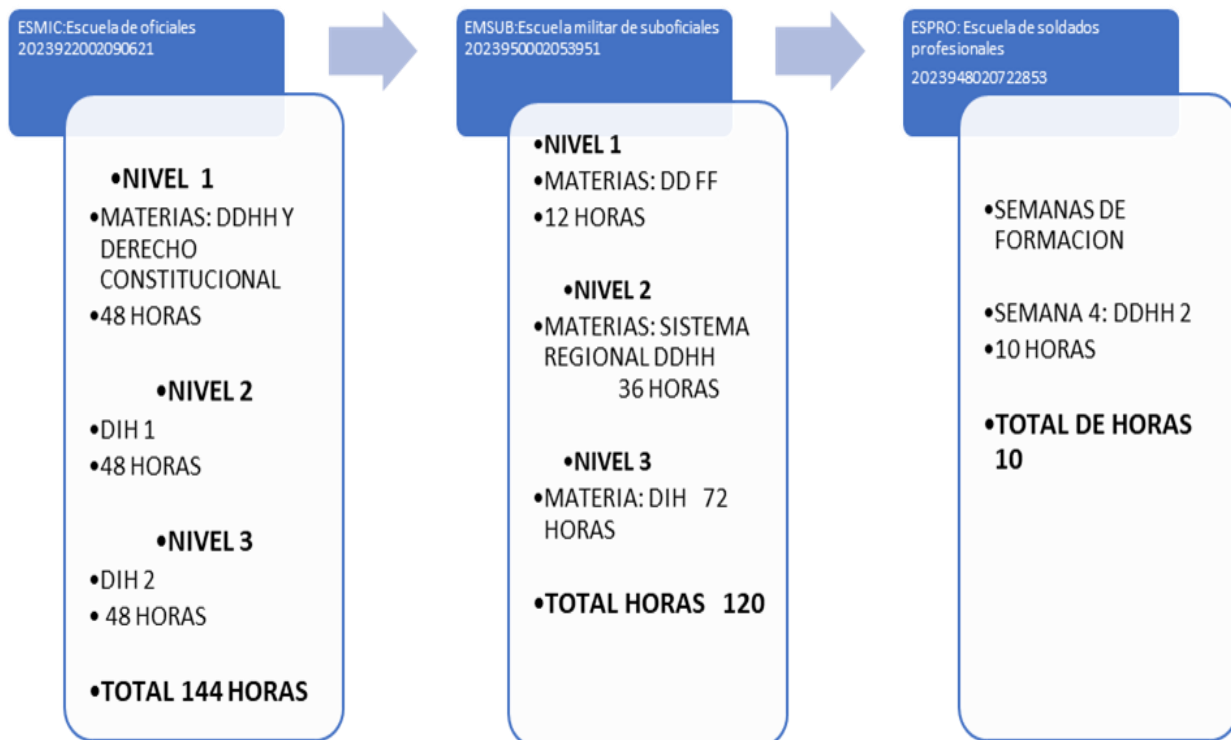 ESMIC:Escuela de oficiales
2023922002090621
•NIVEL 1
•MATERIAS: DDHH Y
DERECHO
CONSTITUCIONAL
•48 HORAS
•NIVEL 2
•DIH 1
•48 HORAS
•NIVEL 3
•DIH 2
• 48 HORAS
•TOTAL 144 HORAS
EMSUB:Escuela militar de suboficiales
2023950002053951
•NIVEL 1
•MATERIAS: DD FF
•12 HORAS
•NIVEL 2
•MATERIAS: SISTEMA
REGIONAL DDHH
36 HORAS
•NIVEL 3
•MATERIA: DIH 72
HORAS
•TOTAL HORAS 120
ESPRO: Escuela de soldados
profesionales
2023948020722853
•SEMANAS DE
FORMACION
•SEMANA 4: DDHH 2
•10 HORAS
•TOTAL DE HORAS
10